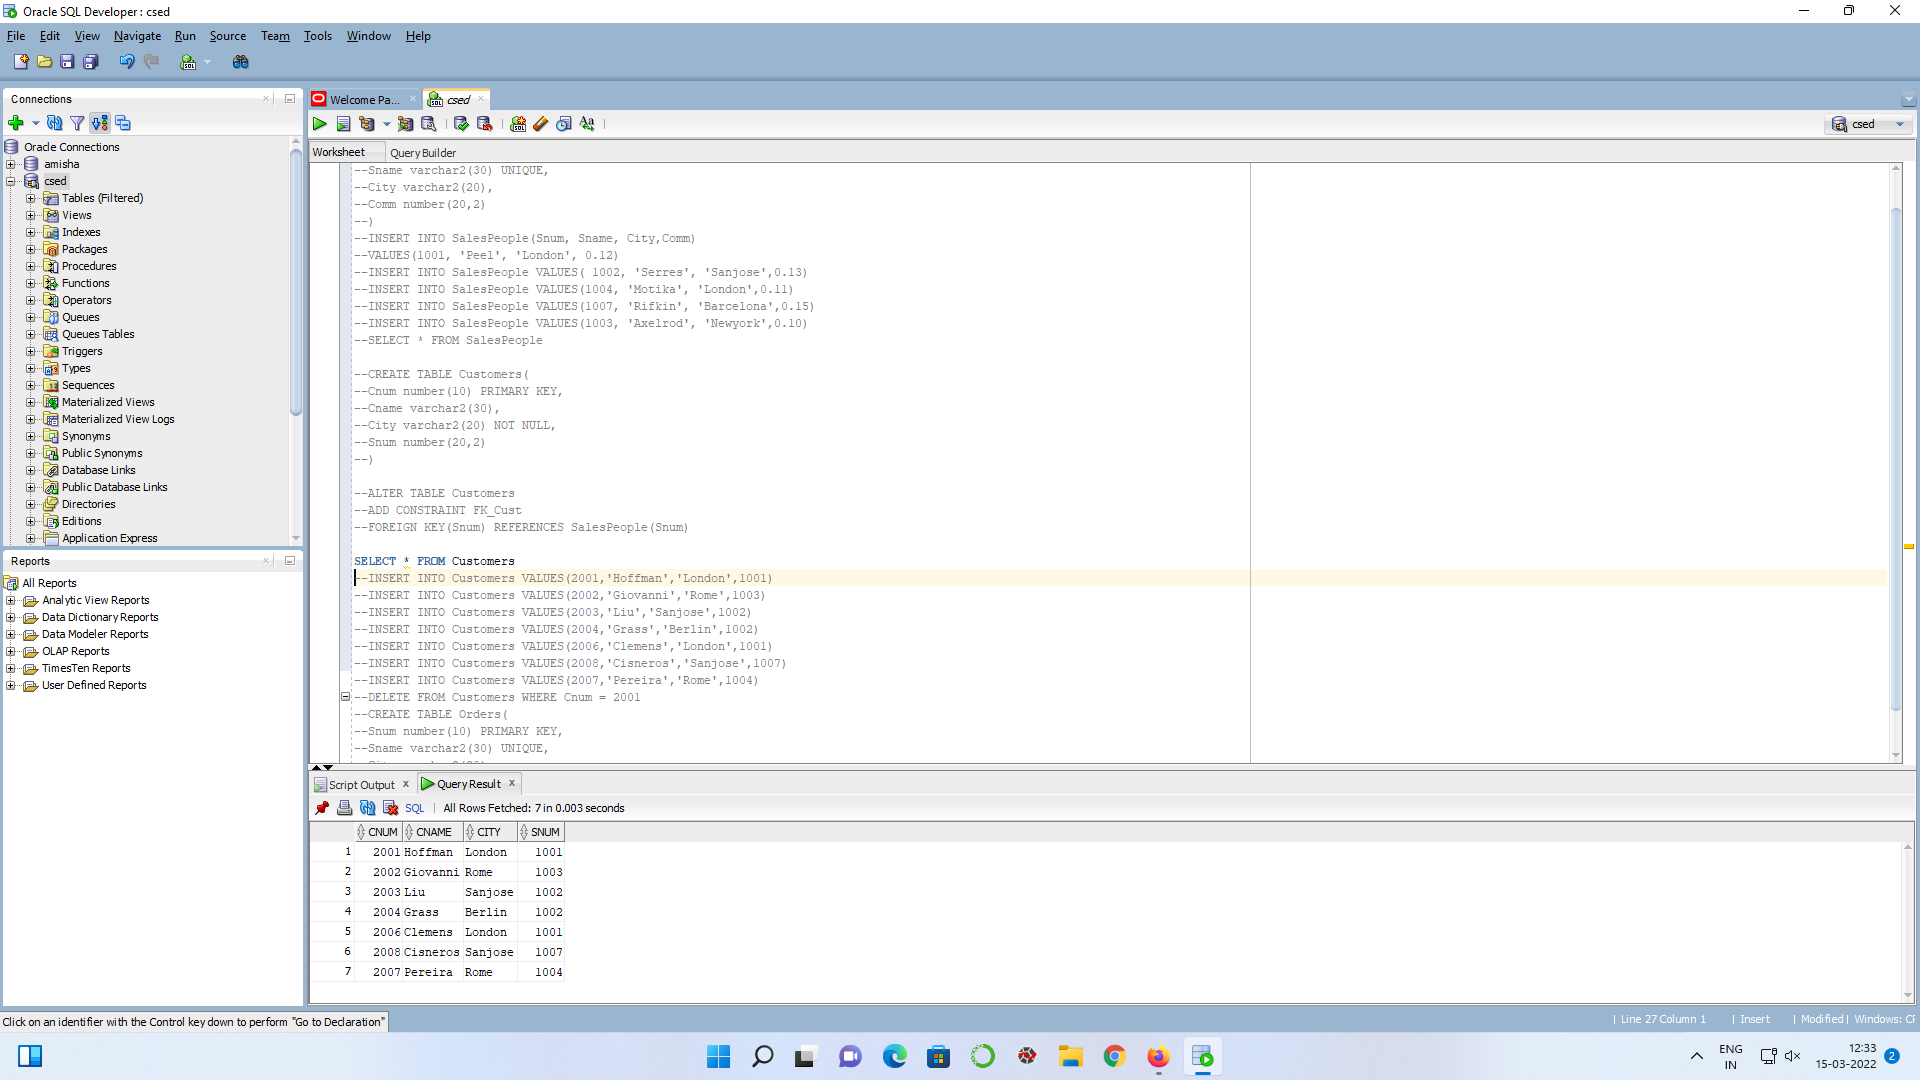 Oracle SQL Developer : csed
File Edit View Navigate Run Source Team Tools Window Help
Connections
Oracle Connections
amisha
csed
Tables (Filtered)
Views
Indexes
Packages
Procedures
Functions
Operators
Queues
Queues Tables
Triggers
Types
Sequences
Materialized Views
Materialized View Logs
Synonyms
Public Synonyms
Database Links
Public Database Links
Directories
Editions
Application Express
Reports
All Reports
Analytic View Reports
Data Dictionary Reports
Data Modeler Reports
OLAP Reports
TimesTen Reports
User Defined Reports
Welcome Pa... csed
csed
Worksheet Query Builder
--Sname varchar2(30) UNIQUE,
--City varchar2(20),
--Comm number(20,2)
--)
--INSERT INTO SalesPeople(Snum, Sname, City,Comm)
--VALUES(1001, 'Peel', 'London', 0.12)
--INSERT INTO SalesPeople VALUES( 1002, 'Serres', 'Sanjose',0.13)
--INSERT INTO SalesPeople VALUES(1004, 'Motika', 'London',0.11)
--INSERT INTO SalesPeople VALUES(1007, 'Rifkin', 'Barcelona',0.15)
--INSERT INTO SalesPeople VALUES(1003, 'Axelrod', 'Newyork',0.10)
--SELECT * FROM SalesPeople
--CREATE TABLE Customers(
--Cnum number(10) PRIMARY KEY,
--Cname varchar2(30),
--City varchar2(20) NOT NULL,
--Snum number(20,2)
--)
--ALTER TABLE Customers
--ADD CONSTRAINT FK_Cust
--FOREIGN KEY(Snum) REFERENCES SalesPeople(Snum)
SELECT * FROM Customers
--INSERT INTO Customers VALUES(2001,'Hoffman','London',1001)
--INSERT INTO Customers VALUES(2002,'Giovanni','Rome',1003)
--INSERT INTO Customers VALUES(2003,'Liu','Sanjose',1002)
--INSERT INTO Customers VALUES(2004,'Grass','Berlin',1002)
--INSERT INTO Customers VALUES(2006,'Clemens','London',1001)
--INSERT INTO Customers VALUES(2008,'Cisneros','Sanjose',1007)
--INSERT INTO Customers VALUES(2007,'Pereira','Rome',1004)
--DELETE FROM Customers WHERE Cnum = 2001
--CREATE TABLE Orders(
--Snum number(10) PRIMARY KEY,
--Sname varchar2(30) UNIQUE,
Script Output Query Result
SQL All Rows Fetched: 7 in 0.003 seconds
CNUM CNAME CITY SNUM
1 2001 Hoffman London 1001
2 2002 Giovanni Rome 1003
3 2003 Liu Sanjose 1002
4 2004 Grass Berlin 1002
5 2006 Clemens London 1001
6 2008 Cisneros Sanjose 1007
7 2007 Pereira Rome 1004
Click on an identifier with the Control key down to perform "Go to Declaration"
Line 27 Column 1 Insert Modified Windows: CF
ENG
IN
12:33
15-03-2022
2